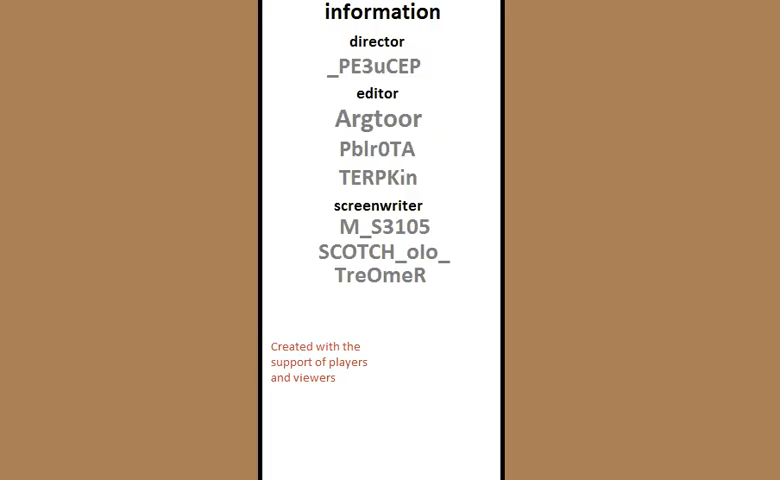 information
director
_PE3uCEP
editor
Argtoor
Pblr0TA
TERPKin
screenwriter
M_S3105
SCOTCH_olo_
TreOmeR
Created with the
support of players
and viewers